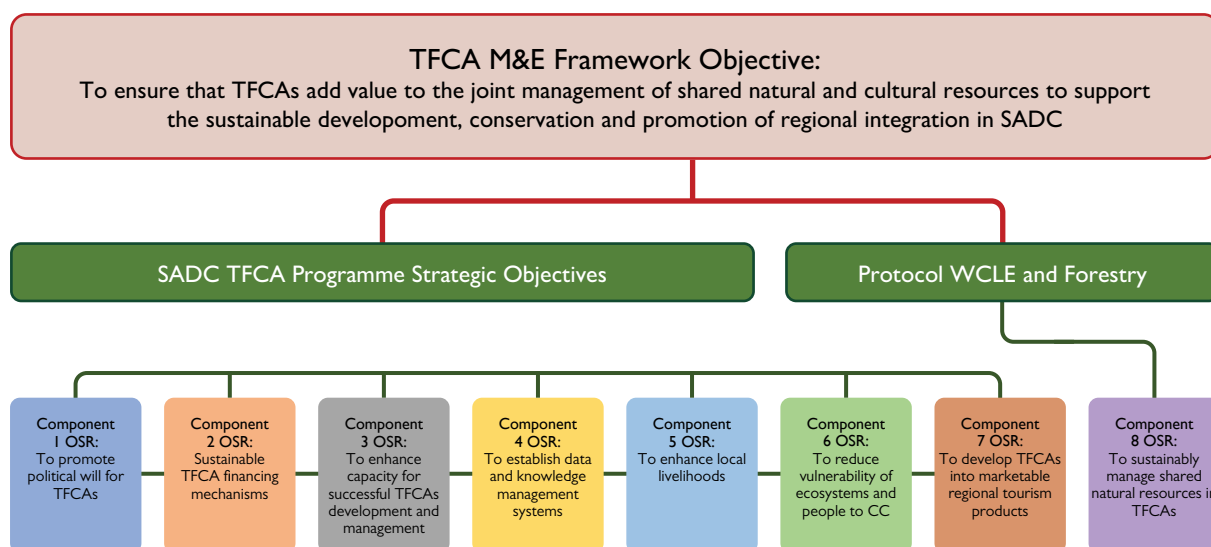 TFCA M&E Framework Objective:
To ensure that TFCAs add value to the joint management of shared natural and cultural resources to support
the sustainable developoment, conservation and promotion of regional integration in SADC
SADC TFCA Programme Strategic Objectives
Protocol WCLE and Forestry
Component
1 OSR:
To promote
political will for
TFCAs
Component
2 OSR:
Sustainable
TFCA financing
mechanisms
Component
3 OSR:
To enhance
capacity for
successful TFCAs
development and
management
Component
4 OSR:
To establish data
and knowledge
management
systems
Component
5 OSR:
To enhance local
livelihoods
Component
6 OSR:
To reduce
vulnerability of
ecosystems and
people to CC
Component
7 OSR:
To develop TFCAs
into marketable
regional tourism
products
Component
8 OSR:
To sustainably
manage shared
natural resources in
TFCAs